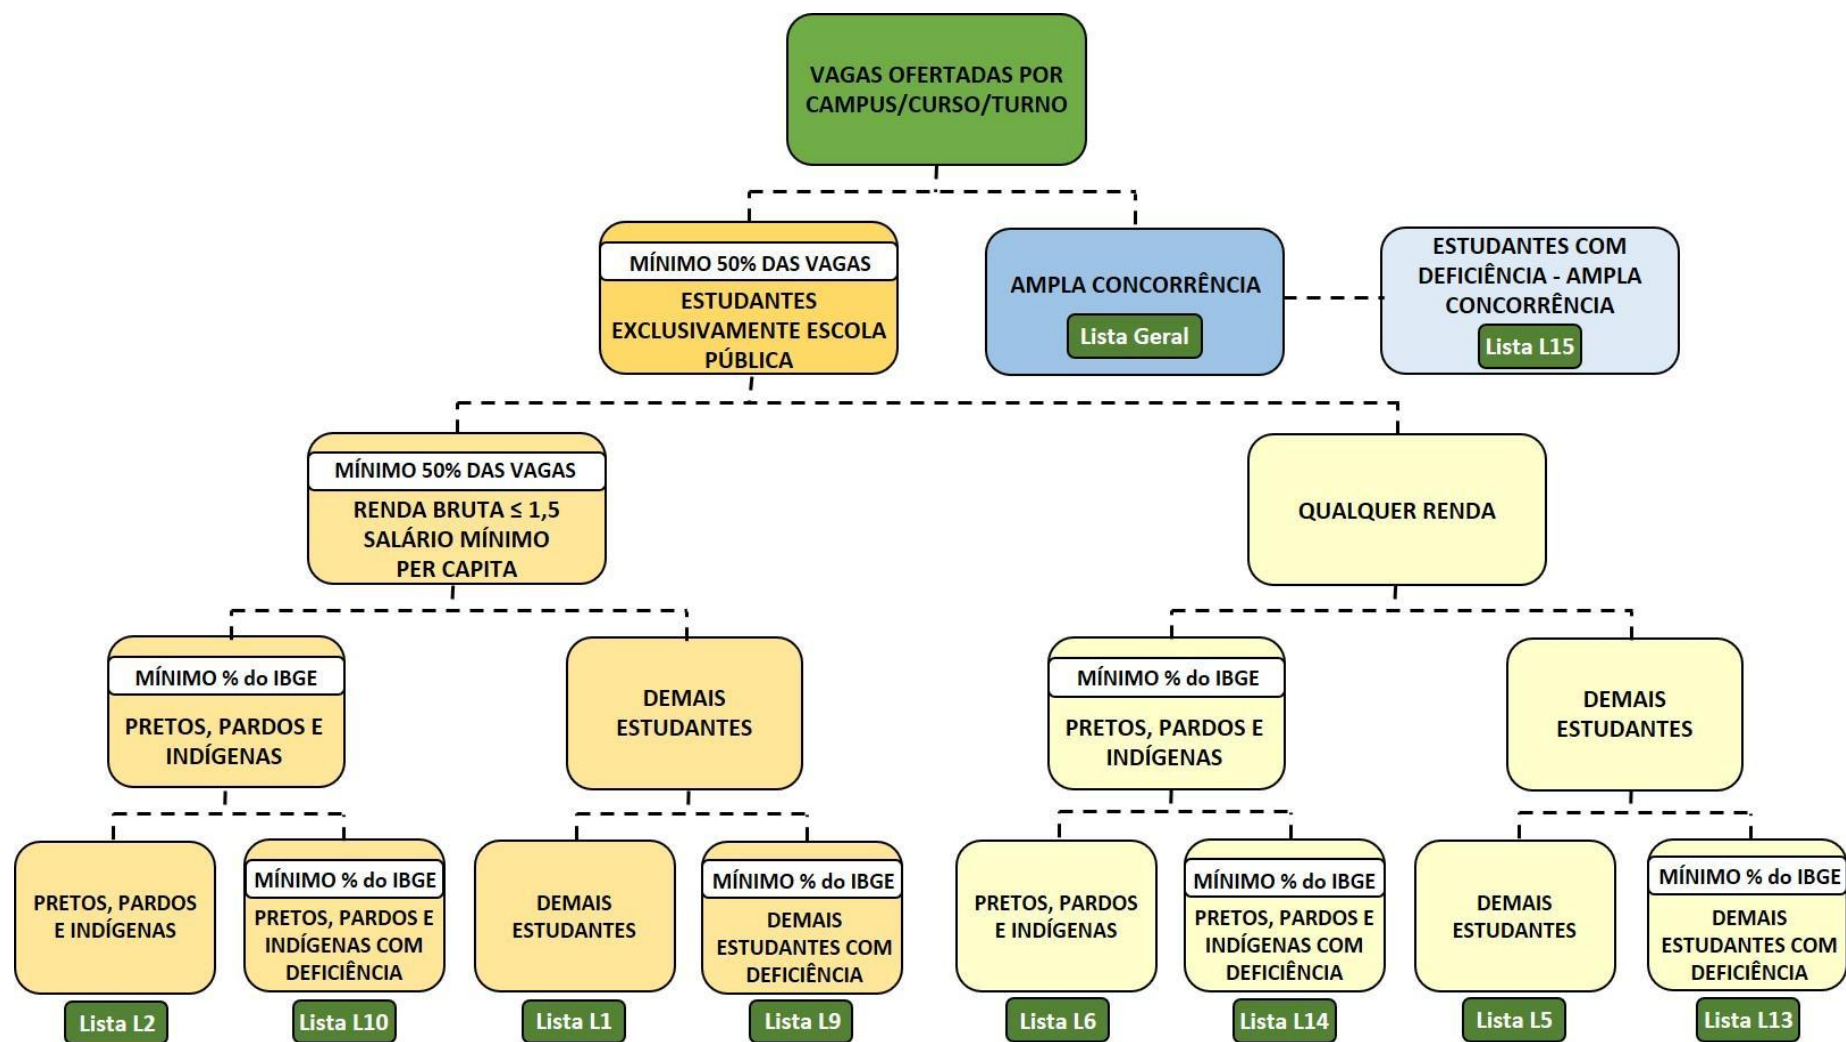 VAGAS OFERTADAS POR
CAMPUS/CURSO/TURNO
MÍNIMO 50% DAS VAGAS
ESTUDANTES
EXCLUSIVAMENTE ESCOLA
PÚBLICA
AMPLA CONCORRÊNCIA
Lista Geral
ESTUDANTES COM
DEFICIÊNCIA - AMPLA
CONCORRÊNCIA
Lista L15
MÍNIMO 50% DAS VAGAS
RENDA BRUTA ≤ 1,5
SALÁRIO MÍNIMO
PER CAPITA
QUALQUER RENDA
MÍNIMO % do IBGE
PRETOS, PARDOS E
INDÍGENAS
DEMAIS
ESTUDANTES
MÍNIMO % do IBGE
PRETOS, PARDOS E
INDÍGENAS
DEMAIS
ESTUDANTES
PRETOS, PARDOS
E INDÍGENAS
Lista L2
MÍNIMO % do IBGE
PRETOS, PARDOS E
INDÍGENAS COM
DEFICIÊNCIA
Lista L10
DEMAIS
ESTUDANTES
Lista L1
MÍNIMO % do IBGE
DEMAIS
ESTUDANTES COM
DEFICIÊNCIA
Lista L9
PRETOS, PARDOS
E INDÍGENAS
Lista L6
MÍNIMO % do IBGE
PRETOS, PARDOS E
INDÍGENAS COM
DEFICIÊNCIA
Lista L14
DEMAIS
ESTUDANTES
Lista L5
MÍNIMO % do IBGE
DEMAIS
ESTUDANTES COM
DEFICIÊNCIA
Lista L13